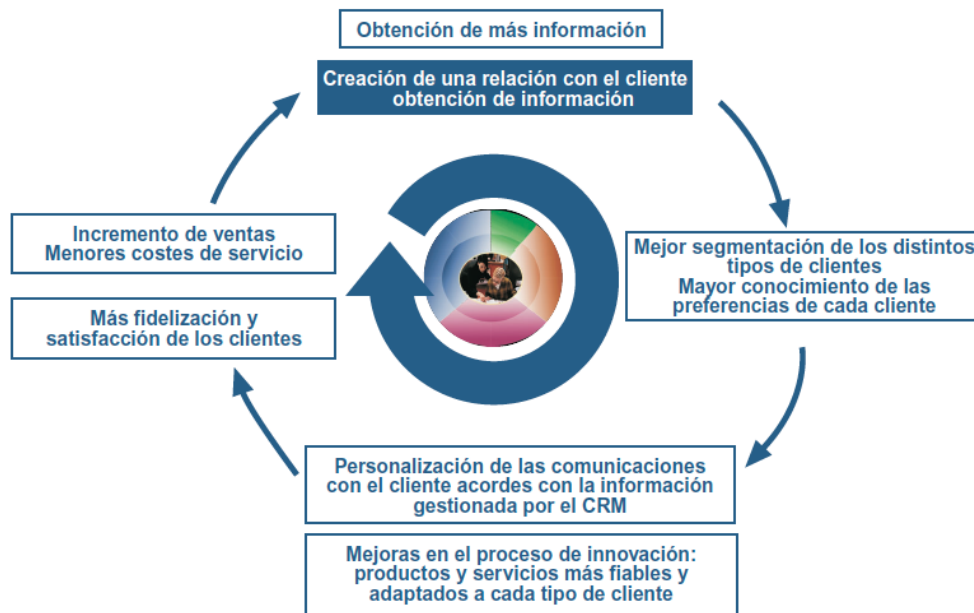 Obtención de más información
Creación de una relación con el cliente
obtención de información
Mejor segmentación de los distintos
tipos de clientes
Mayor conocimiento de las
preferencias de cada cliente
Personalización de las comunicaciones
con el cliente acordes con la información
gestionada por el CRM
Mejoras en el proceso de innovación:
productos y servicios más fiables y
adaptados a cada tipo de cliente
Incremento de ventas
Menores costes de servicio
Más fidelización y
satisfacción de los clientes